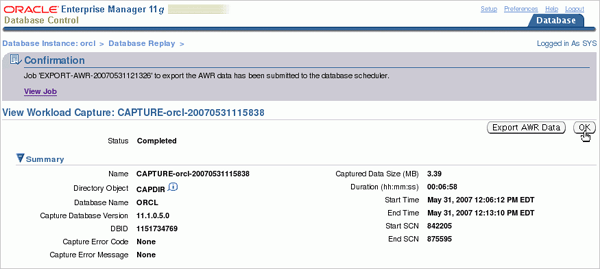 ORACLE Enterprise Manager 11g
Database Control
Setup Preferences Help Logout
Database
Database Instance: orcl > Database Replay >
Logged in As SYS
Confirmation
Job 'EXPORT-AWR-20070531121326' to export the AWR data has been submitted to the database scheduler.
View Job
View Workload Capture: CAPTURE-orcl-20070531115838
Export AWR Data OK
Status Completed
Summary
Name CAPTURE-orcl-20070531115838
Directory Object CAPDIR
Database Name ORCL
Capture Database Version 11.1.0.5.0
DBID 1151734769
Capture Error Code None
Capture Error Message None
Captured Data Size (MB) 3.39
Duration (hh:mm:ss) 00:06:58
Start Time May 31, 2007 12:06:12 PM EDT
End Time May 31, 2007 12:13:10 PM EDT
Start SCN 842205
End SCN 875595